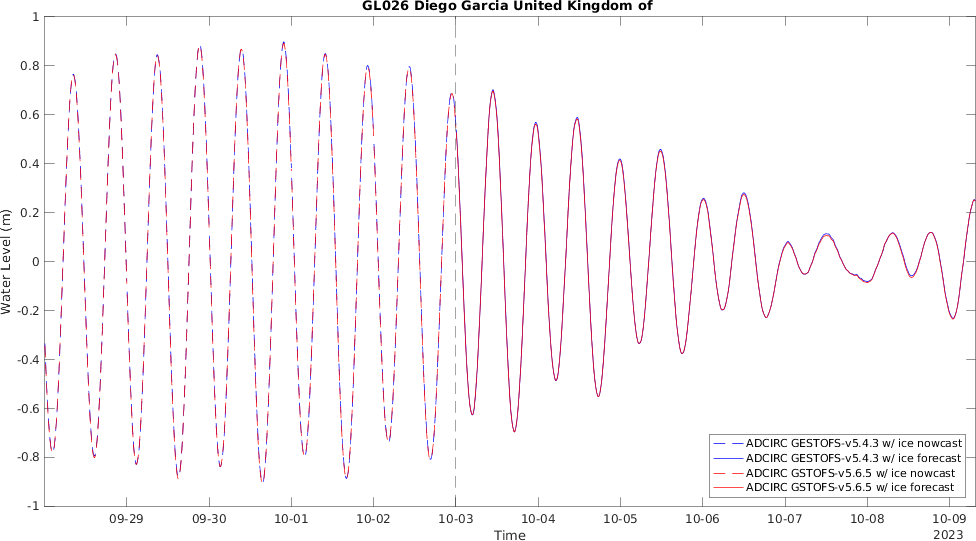 GL026 Diego Garcia United Kingdom of
1
0.8
0.6
0.4
0.2
0
-0.2
-0.4
-0.6
-0.8
-1
Water Level (m)
09-29 09-30 10-01 10-02 10-03 10-04 10-05 10-06 10-07 10-08 10-09
2023
Time
ADCIRC GESTOFS-v5.4.3 w/ ice nowcast
ADCIRC GESTOFS-v5.4.3 w/ ice forecast
ADCIRC GSTOFS-v5.6.5 w/ ice nowcast
ADCIRC GSTOFS-v5.6.5 w/ ice forecast